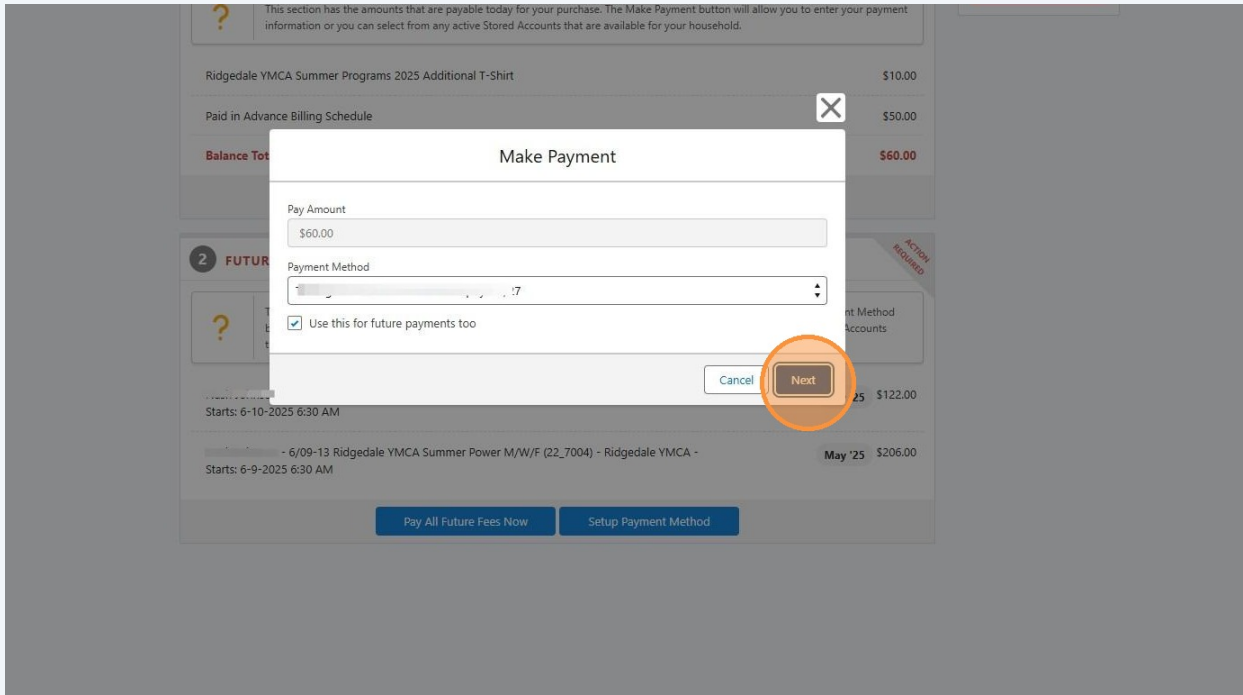 This section has the amounts that are payable today for your purchase. The Make Payment button will allow you to enter your payment
information or you can select from any active Stored Accounts that are available for your household.
Ridgedale YMCA Summer Programs 2025 Additional T-Shirt $10.00
Paid in Advance Billing Schedule $50.00
Balance Tot $60.00
Make Payment
Pay Amount
$60.00
Payment Method
Use this for future payments too
Cancel Next
2 FUTUR
ACTION
REQUIRED
nt Method
Accounts
25 $122.00
Starts: 6-10-2025 6:30 AM
- 6/09-13 Ridgedale YMCA Summer Power M/W/F (22_7004) - Ridgedale YMCA - May '25 $206.00
Starts: 6-9-2025 6:30 AM
Pay All Future Fees Now Setup Payment Method